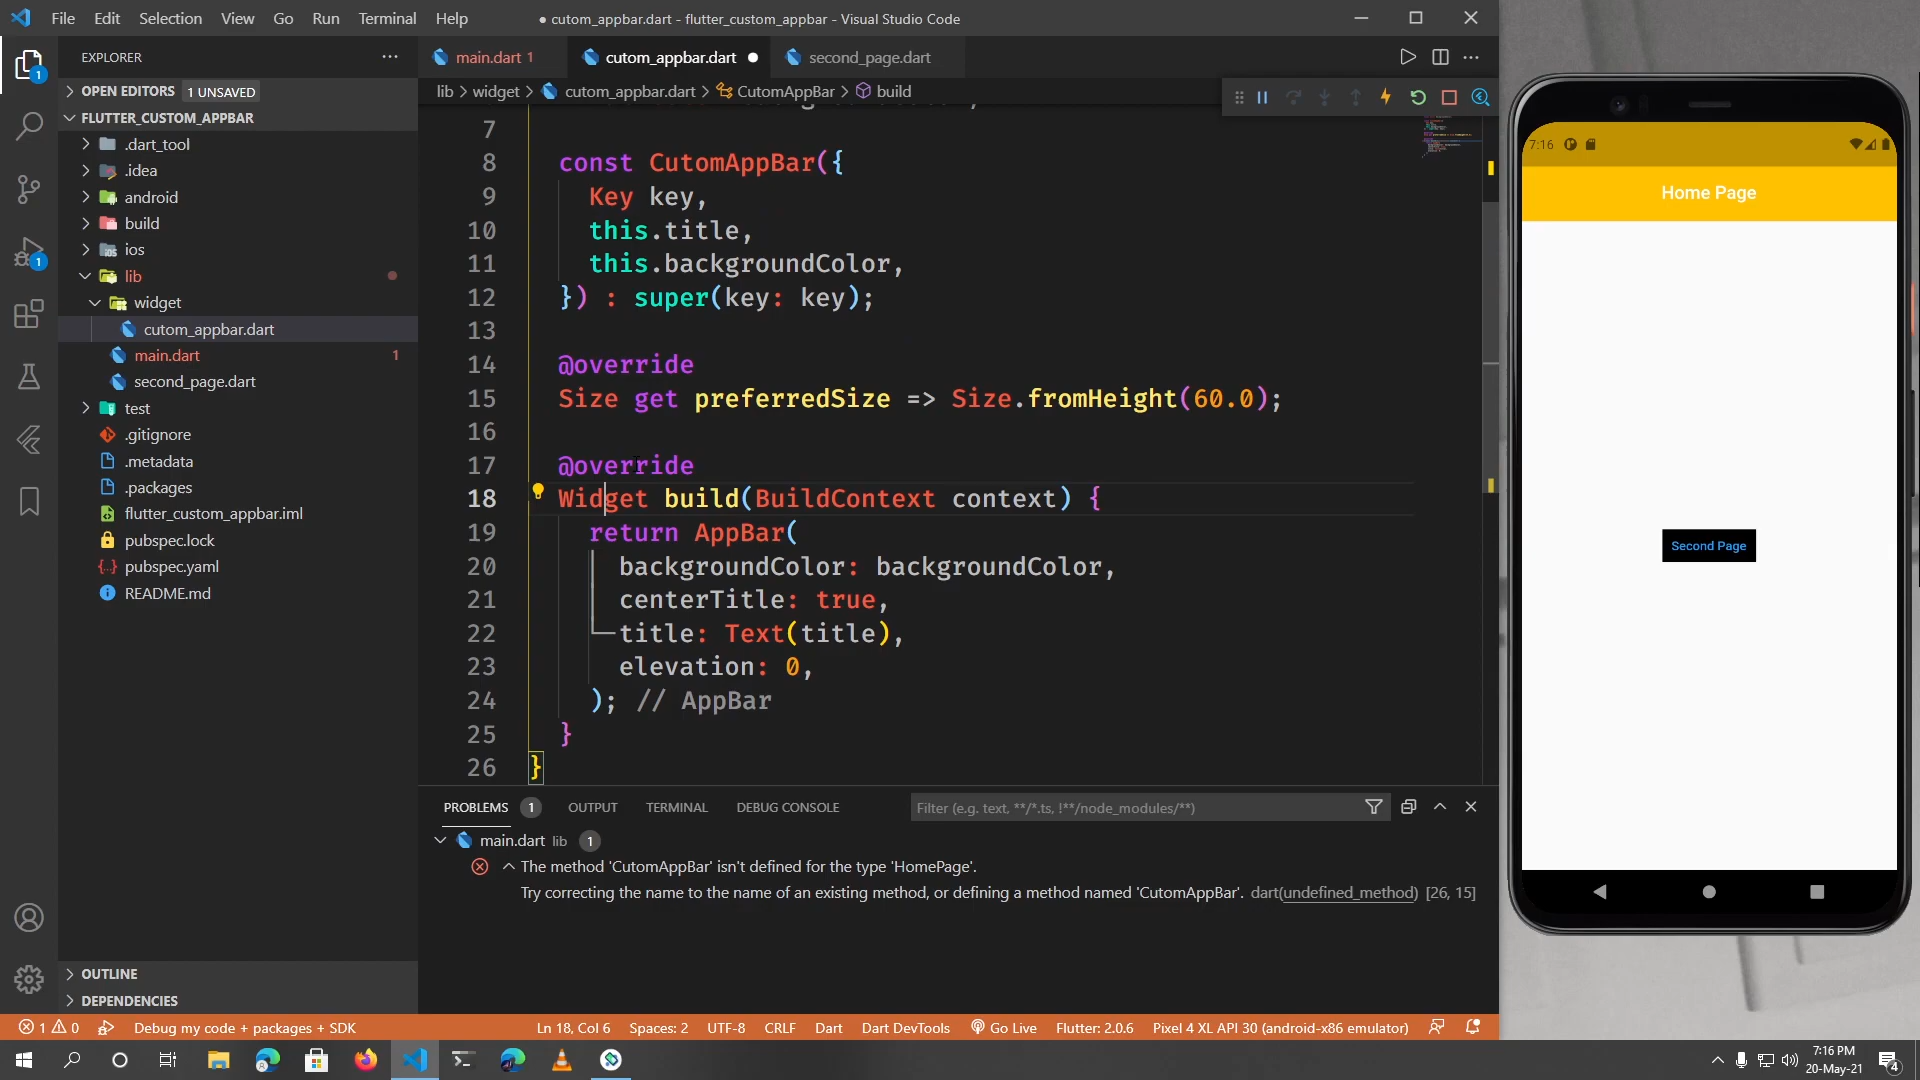 File Edit Selection View Go Run Terminal Help
● cutom_appbar.dart - flutter_custom_appbar - Visual Studio Code
EXPLORER
OPEN EDITORS 1 UNSAVED
FLUTTER_CUSTOM_APPBAR
.dart_tool
.idea
android
build
ios
lib
widget
cutom_appbar.dart
main.dart 1
second_page.dart
test
.gitignore
.metadata
.packages
flutter_custom_appbar.iml
pubspec.lock
pubspec.yaml
README.md
OUTLINE
DEPENDENCIES
main.dart 1 cutom_appbar.dart ● second_page.dart
lib > widget > cutom_appbar.dart > CutomAppBar > build
7
8 const CutomAppBar({
9 Key key,
10 this.title,
11 this.backgroundColor,
12 }) : super(key: key);
13
14 @override
15 Size get preferredSize => Size.fromHeight(60.0);
16
17 @override
18 Widget build(BuildContext context) {
19 return AppBar(
20 backgroundColor: backgroundColor,
21 centerTitle: true,
22 title: Text(title),
23 elevation: 0,
24 ); // AppBar
25 }
26 }
PROBLEMS 1 OUTPUT TERMINAL DEBUG CONSOLE
Filter (e.g. text, **/*.ts, !**/node_modules/**)
main.dart lib 1
The method 'CutomAppBar' isn't defined for the type 'HomePage'.
Try correcting the name to the name of an existing method, or defining a method named 'CutomAppBar'. dart(undefined_method) [26, 15]
1 0 Debug my code + packages + SDK
Ln 18, Col 6 Spaces: 2 UTF-8 CRLF Dart Dart DevTools Go Live Flutter: 2.0.6 Pixel 4 XL API 30 (android-x86 emulator)
7:16 PM
20-May-21
4
7:16
Home Page
Second Page
1
1